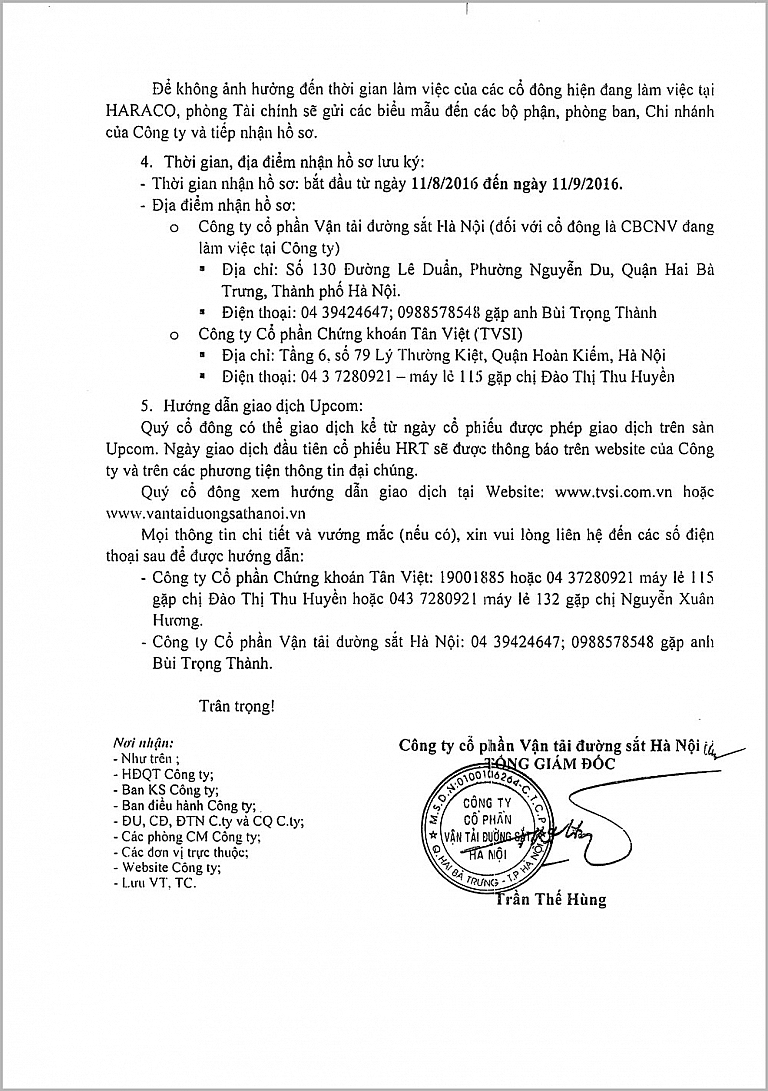 Để không ảnh hưởng đến thời gian làm việc của các cổ đông hiện đang làm việc tại
HARACO, phòng Tài chính sẽ gửi các biểu mẫu đến các bộ phận, phòng ban, Chi nhánh
của Công ty và tiếp nhận hồ sơ.
4. Thời gian, địa điểm nhận hồ sơ lưu ký:
- Thời gian nhận hồ sơ: bắt đầu từ ngày 11/8/2016 đến ngày 11/9/2016.
- Địa điểm nhận hồ sơ:
o Công ty cổ phần Vận tải đường sắt Hà Nội (đối với cổ đông là CBCNV đang
làm việc tại Công ty)
▪ Địa chỉ: Số 130 Đường Lê Duẩn, Phường Nguyễn Du, Quận Hai Bà
Trưng, Thành phố Hà Nội.
▪ Điện thoại: 04 39424647; 0988578548 gặp anh Bùi Trọng Thành
o Công ty Cổ phần Chứng khoán Tân Việt (TVSI)
▪ Địa chỉ: Tầng 6, số 79 Lý Thường Kiệt, Quận Hoàn Kiếm, Hà Nội
▪ Điện thoại: 04 3 7280921 – máy lẻ 115 gặp chị Đào Thị Thu Huyền
5. Hướng dẫn giao dịch Upcom:
Quý cổ đông có thể giao dịch kể từ ngày cổ phiếu được phép giao dịch trên sàn
Upcom. Ngày giao dịch đầu tiên cổ phiếu HRT sẽ được thông báo trên website của Công
ty và trên các phương tiện thông tin đại chúng.
Quý cổ đông xem hướng dẫn giao dịch tại Website: www.tvsi.com.vn hoặc
www.vantaiduongsathanoi.vn
Mọi thông tin chi tiết và vướng mắc (nếu có), xin vui lòng liên hệ đến các số điện
thoại sau để được hướng dẫn:
- Công ty Cổ phần Chứng khoán Tân Việt: 19001885 hoặc 04 37280921 máy lẻ 115
gặp chị Đào Thị Thu Huyền hoặc 043 7280921 máy lẻ 132 gặp chị Nguyễn Xuân
Hương.
- Công ty Cổ phần Vận tải đường sắt Hà Nội: 04 39424647; 0988578548 gặp anh
Bùi Trọng Thành.
Trân trọng!
Nơi nhận:
- Như trên ;
- HĐQT Công ty;
- Ban KS Công ty;
- Ban điều hành Công ty;
- ĐU, CĐ, ĐTN C.ty và CQ C.ty;
- Các phòng CM Công ty;
- Các đơn vị trực thuộc;
- Website Công ty;
- Lưu VT, TC.
Công ty cổ phần Vận tải đường sắt Hà Nội
TỔNG GIÁM ĐỐC
M.S.D.N:0100106264-C.T.C.P
CÔNG TY
CỔ PHẦN
VẬN TẢI ĐƯỜNG SẮT
HÀ NỘI
Q.HAI BÀ TRƯNG - T.P HÀ NỘI
Trần Thế Hùng